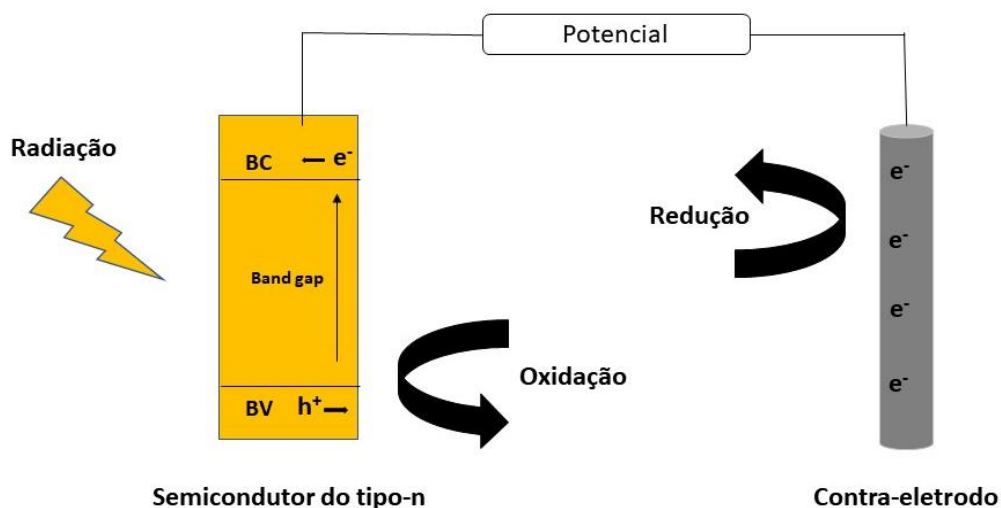 Potencial
Radiação
BC ← e⁻
Band gap
BV h⁺→
Oxidação
Redução
e⁻
e⁻
e⁻
e⁻
Semicondutor do tipo-n
Contra-eletrodo